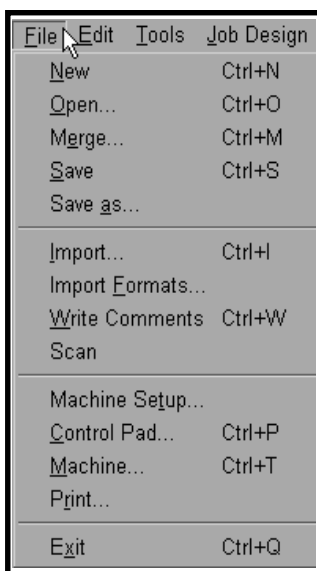 File Edit Tools Job Design
New Ctrl+N
Open... Ctrl+O
Merge... Ctrl+M
Save Ctrl+S
Save as...
Import... Ctrl+I
Import Formats...
Write Comments Ctrl+W
Scan
Machine Setup...
Control Pad... Ctrl+P
Machine... Ctrl+T
Print...
Exit Ctrl+Q